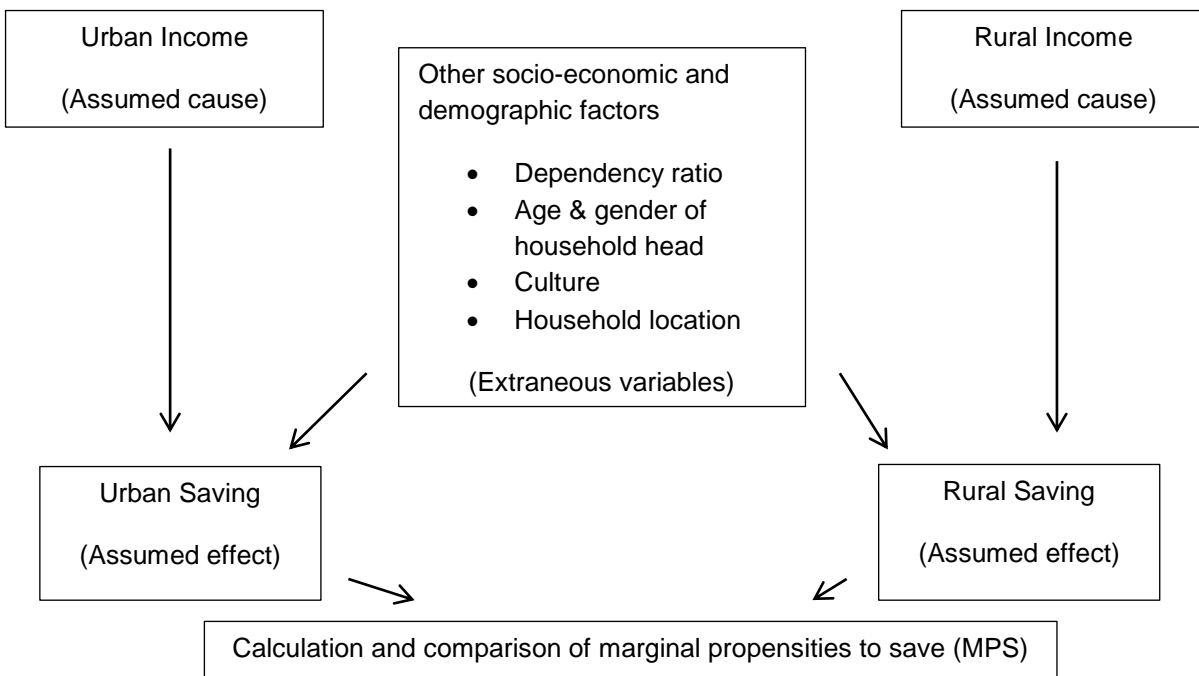 Urban Income
(Assumed cause)
Other socio-economic and
demographic factors
• Dependency ratio
• Age & gender of
household head
• Culture
• Household location
(Extraneous variables)
Rural Income
(Assumed cause)
Urban Saving
(Assumed effect)
Rural Saving
(Assumed effect)
Calculation and comparison of marginal propensities to save (MPS)